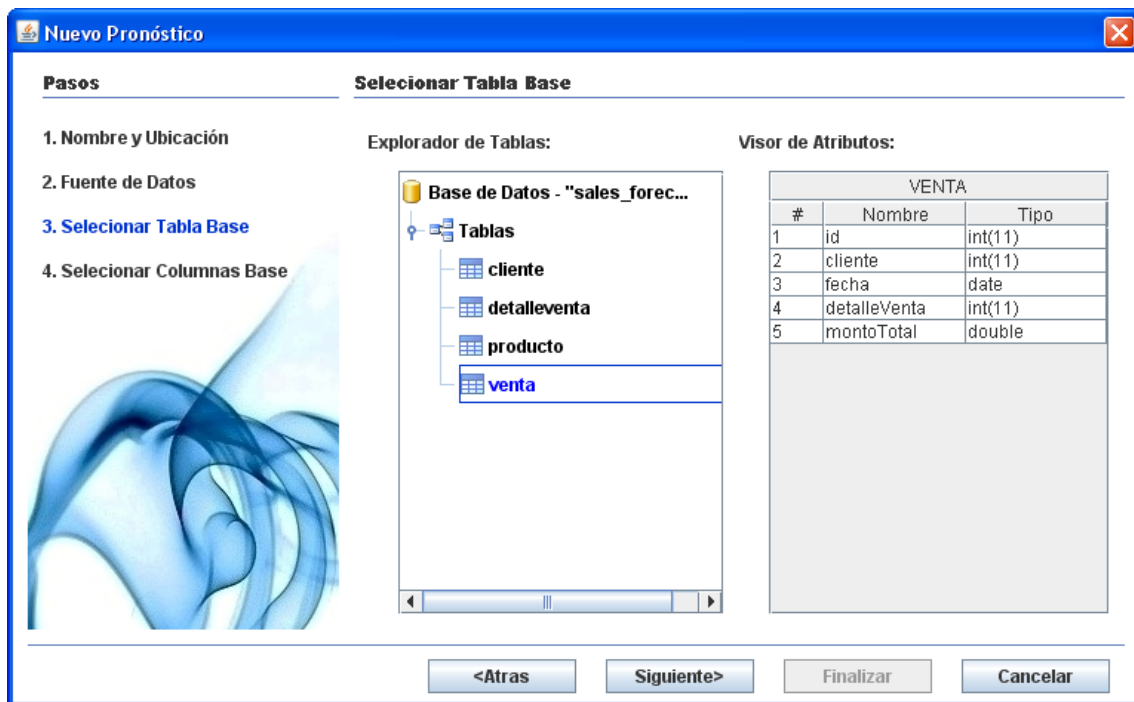 Nuevo Pronóstico
Pasos
1. Nombre y Ubicación
2. Fuente de Datos
3. Selecionar Tabla Base
4. Selecionar Columnas Base
Selecionar Tabla Base
Explorador de Tablas:
Base de Datos - "sales_forec...
Tablas
cliente
detalleventa
producto
venta
Visor de Atributos:
VENTA
# Nombre Tipo
1 id int(11)
2 cliente int(11)
3 fecha date
4 detalleVenta int(11)
5 montoTotal double
<Atras Siguiente> Finalizar Cancelar